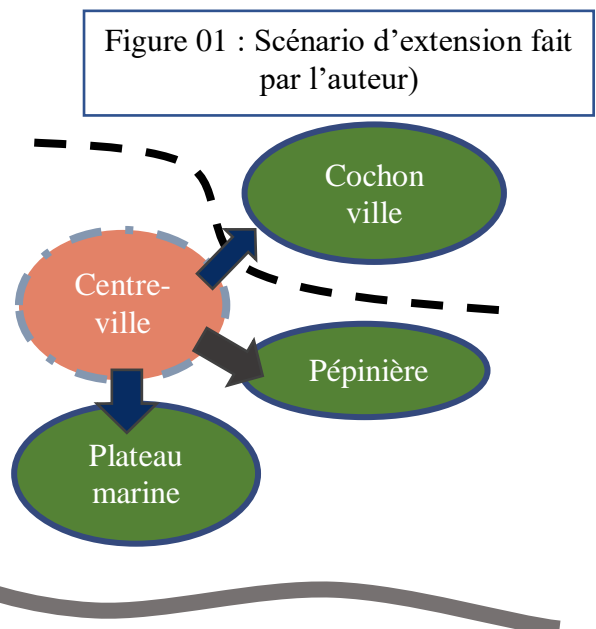 Figure 01 : Scénario d’extension fait
par l’auteur)
Cochon
ville
Centre-
ville
Pépinière
Plateau
marine